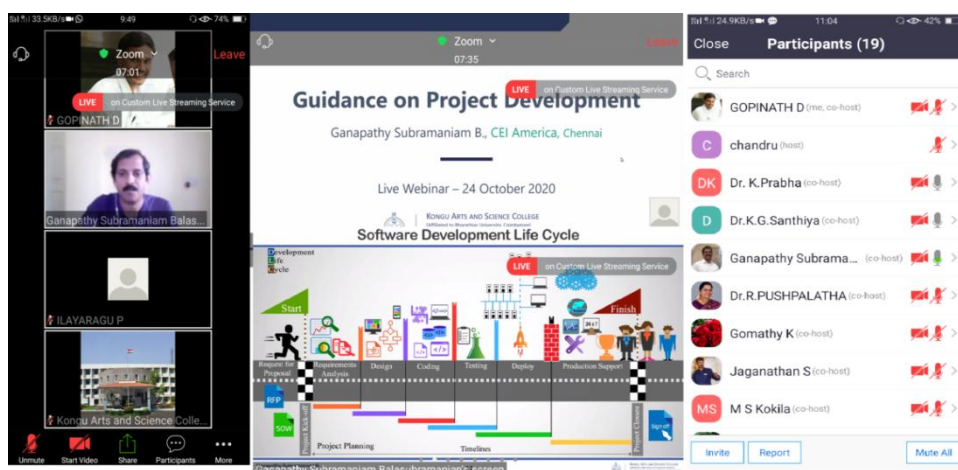 33.5KB/s 9:49 74%
Zoom
07:01
Leave
LIVE on Custom Live Streaming Service
GOPINATH D
Ganapathy Subramaniam Balas...
ILAYARAGU P
Kongu Arts and Science Colle...
Unmute Start Video Share Participants More
Zoom
07:35
Leave
LIVE on Custom Live Streaming Service
Guidance on Project Development
Ganapathy Subramaniam B., CEI America, Chennai
Live Webinar – 24 October 2020
KONGU ARTS AND SCIENCE COLLEGE
Software Development Life Cycle
Development
Life
Cycle
LIVE on Custom Live Streaming Service
Start
Finish
24x7
Request for Proposal
Requirements Analysis
Design
Coding
Testing
Deploy
Production Support
RFP
SOW
Project Kick-off
Project Closure
Sign off
Project Planning
Timelines
Ganapathy Subramaniam Balasubramanian's screen
24.9KB/s 11:04 42%
Close Participants (19)
Search
GOPINATH D (me, co-host)
C chandru (host)
DK Dr. K.Prabha (co-host)
D Dr.K.G.Santhiya (co-host)
Ganapathy Subrama... (co-host)
Dr.R.PUSHPALATHA (co-host)
Gomathy K (co-host)
Jaganathan S (co-host)
MS M S Kokila (co-host)
Invite Report Mute All